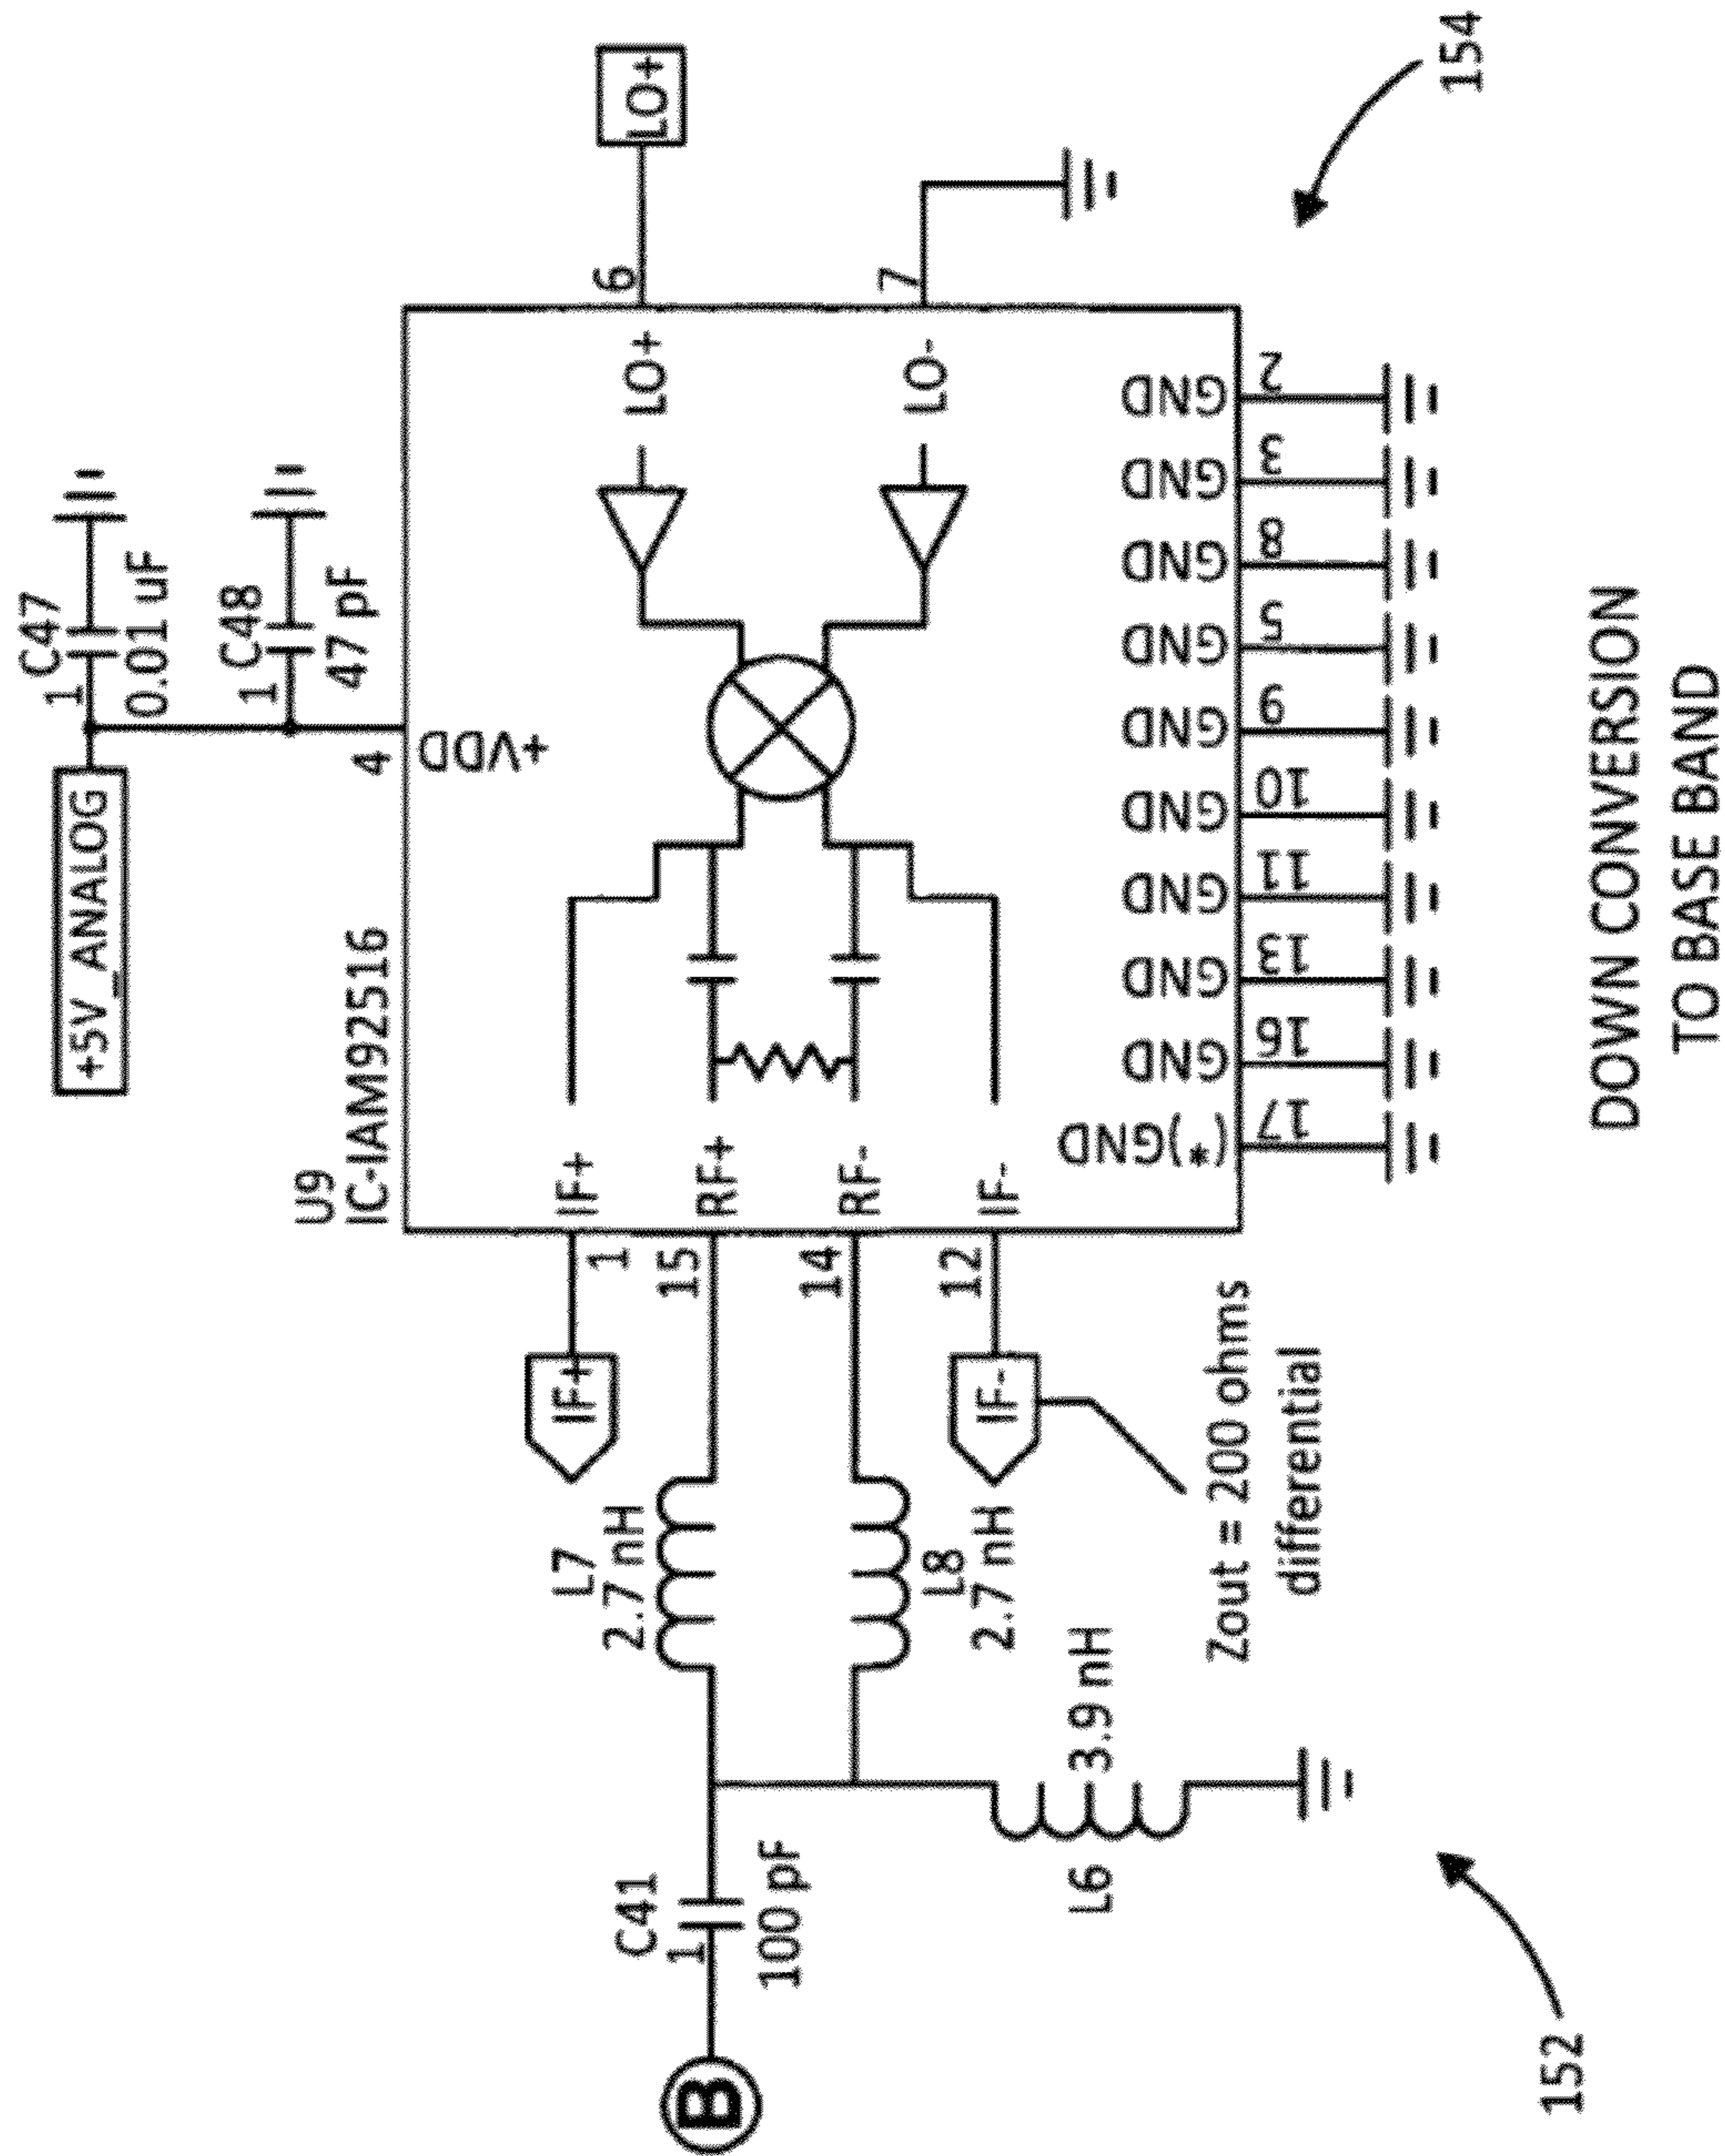 +5V_ANALOG
1
C47
0.01 uF
1
C48
47 pF
U9
IC-IAM92516
4
+VDD
IF+
1
IF+
RF+
15
RF-
14
IF-
12
IF-
LO+
6
LO+
LO-
7
L7
2.7 nH
L8
2.7 nH
C41
1
100 pF
B
L6
3.9 nH
Zout = 200 ohms
differential
(*)GND
17
GND
16
GND
13
GND
11
GND
10
GND
9
GND
5
GND
8
GND
3
GND
2
152
154
DOWN CONVERSION
TO BASE BAND